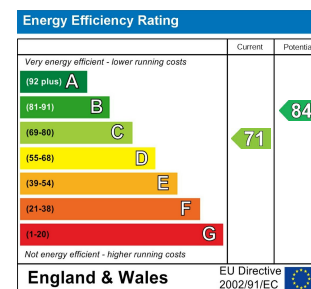 Energy Efficiency Rating
Current Potentia
Very energy efficient - lower running costs
(92 plus) A
(81-91) B
84
(69-80) C
71
(55-68) D
(39-54) E
(21-38) F
(1-20) G
Not energy efficient - higher running costs
England & Wales
EU Directive
2002/91/EC